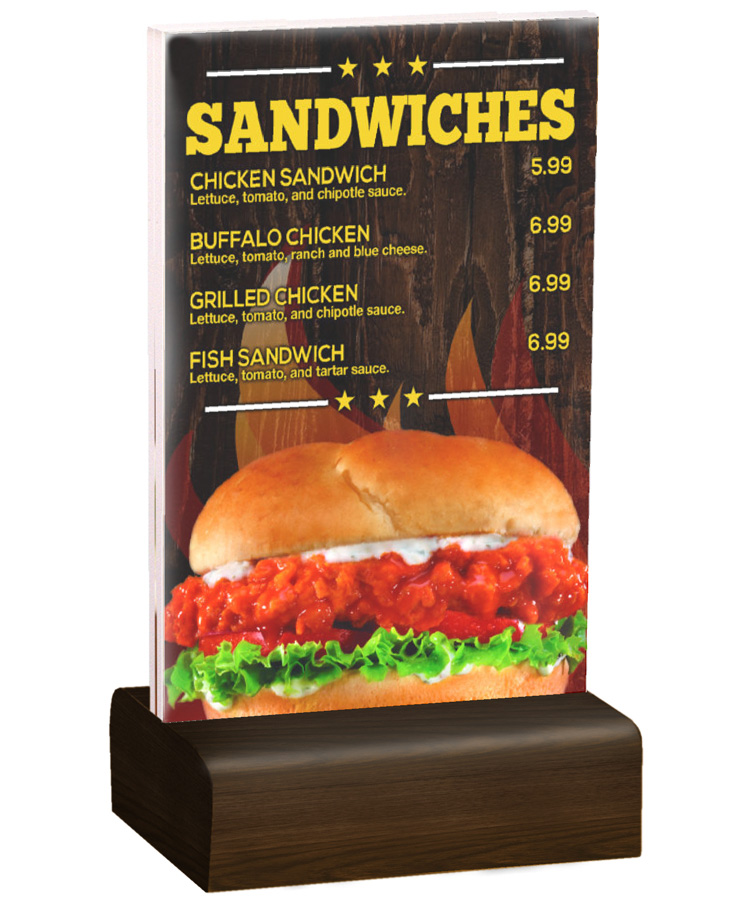 SANDWICHES
CHICKEN SANDWICH 5.99
Lettuce, tomato, and chipotle sauce.
BUFFALO CHICKEN 6.99
Lettuce, tomato, ranch and blue cheese.
GRILLED CHICKEN 6.99
Lettuce, tomato, and chipotle sauce.
FISH SANDWICH 6.99
Lettuce, tomato, and tartar sauce.